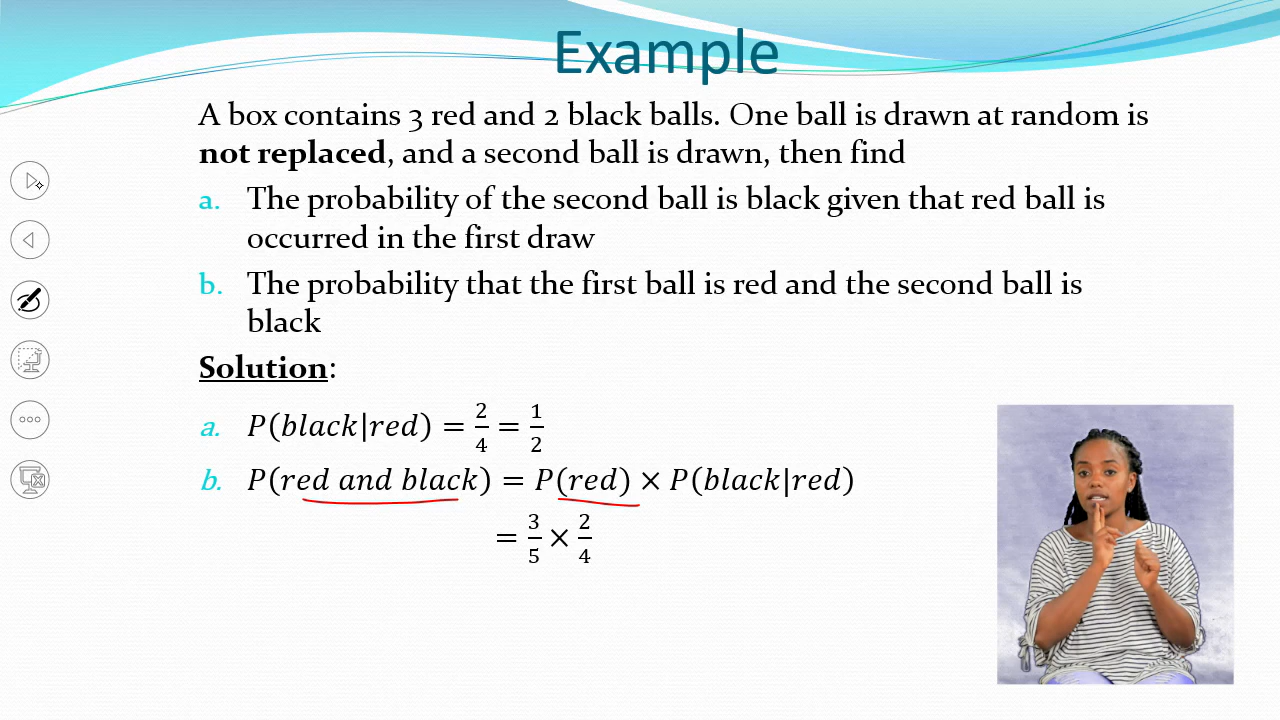 Example
A box contains 3 red and 2 black balls. One ball is drawn at random is
not replaced, and a second ball is drawn, then find
a. The probability of the second ball is black given that red ball is
occurred in the first draw
b. The probability that the first ball is red and the second ball is
black
Solution:
a. P(black|red) = 2/4 = 1/2
b. P(red and black) = P(red) × P(black|red)
= 3/5 × 2/4